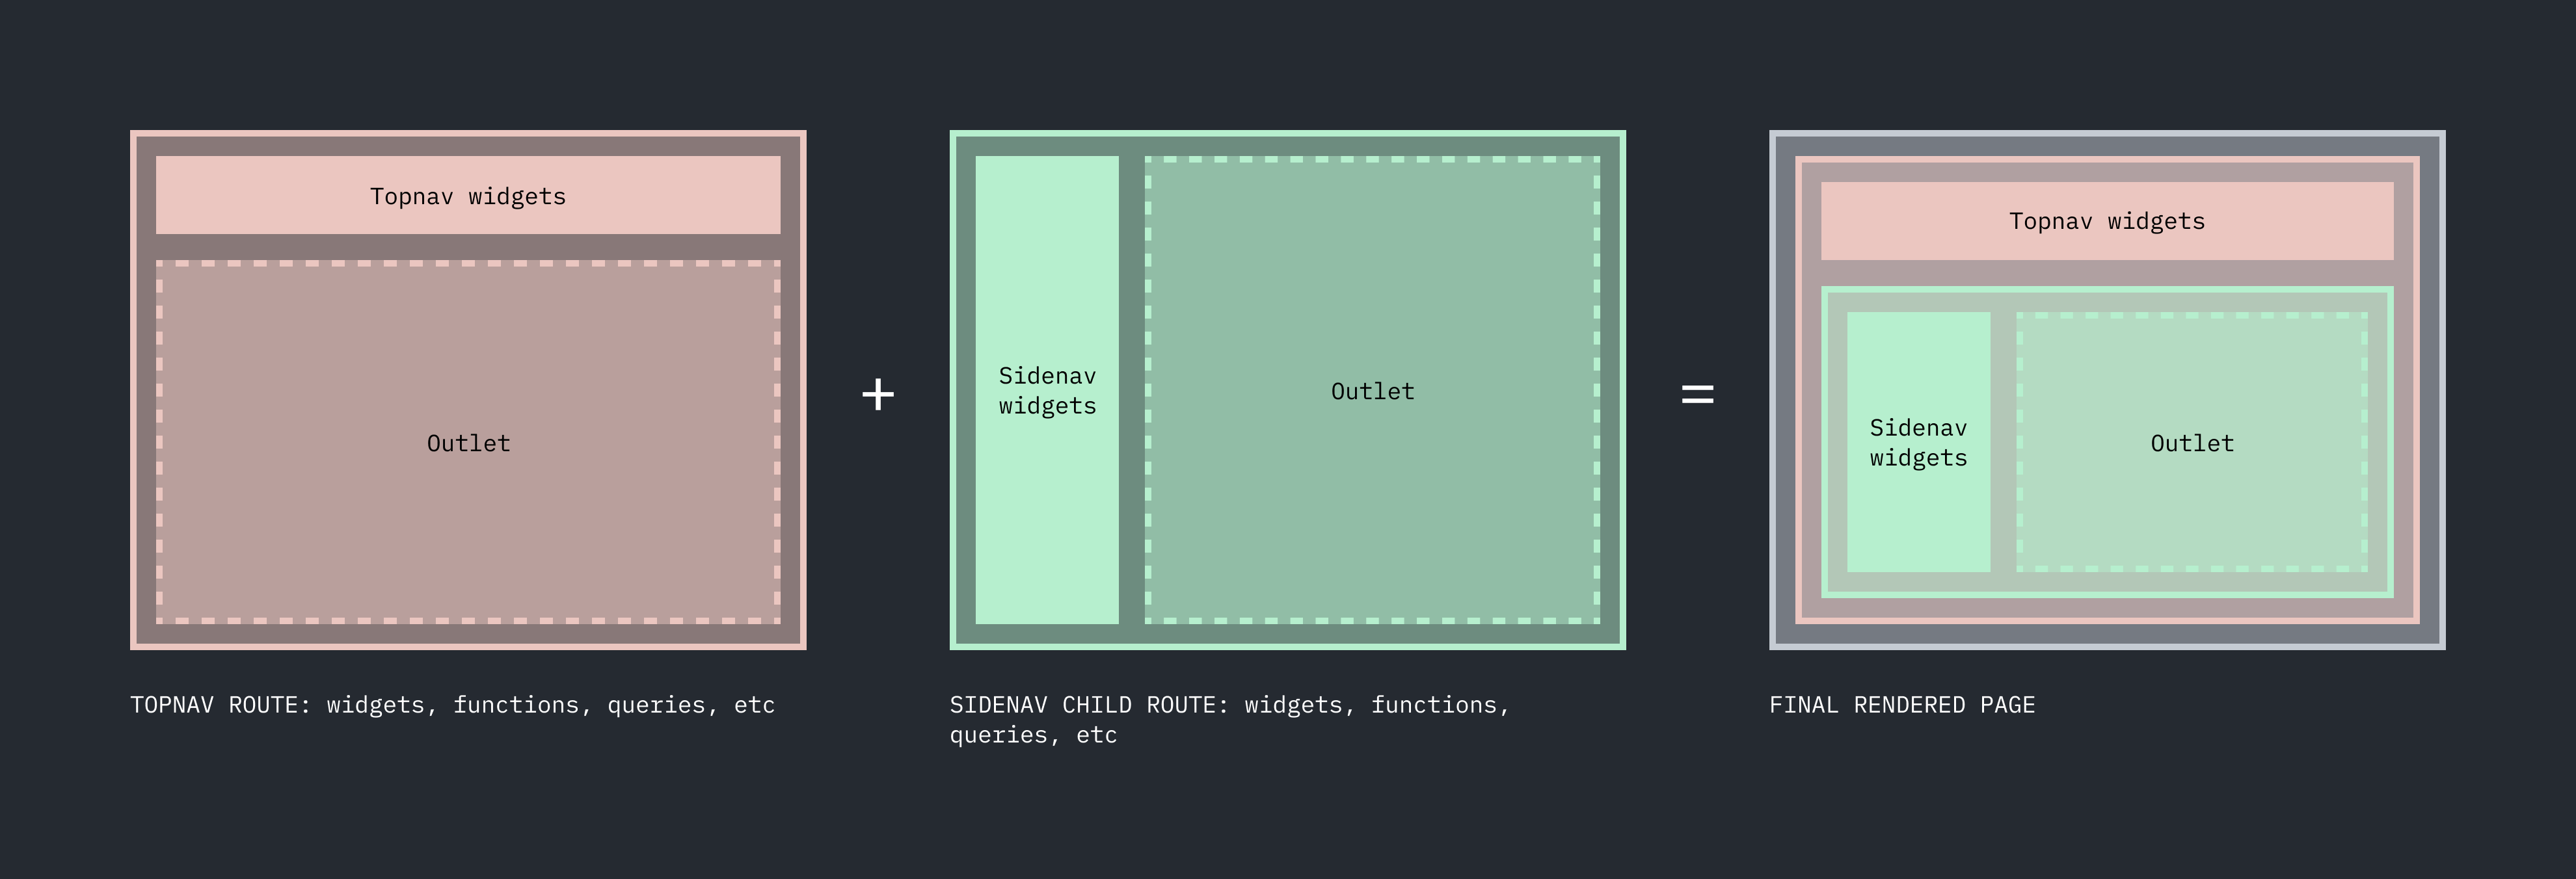 Topnav widgets
Outlet
TOPNAV ROUTE: widgets, functions, queries, etc
+
Sidenav
widgets
Outlet
SIDENAV CHILD ROUTE: widgets, functions,
queries, etc
=
Topnav widgets
Sidenav
widgets
Outlet
FINAL RENDERED PAGE